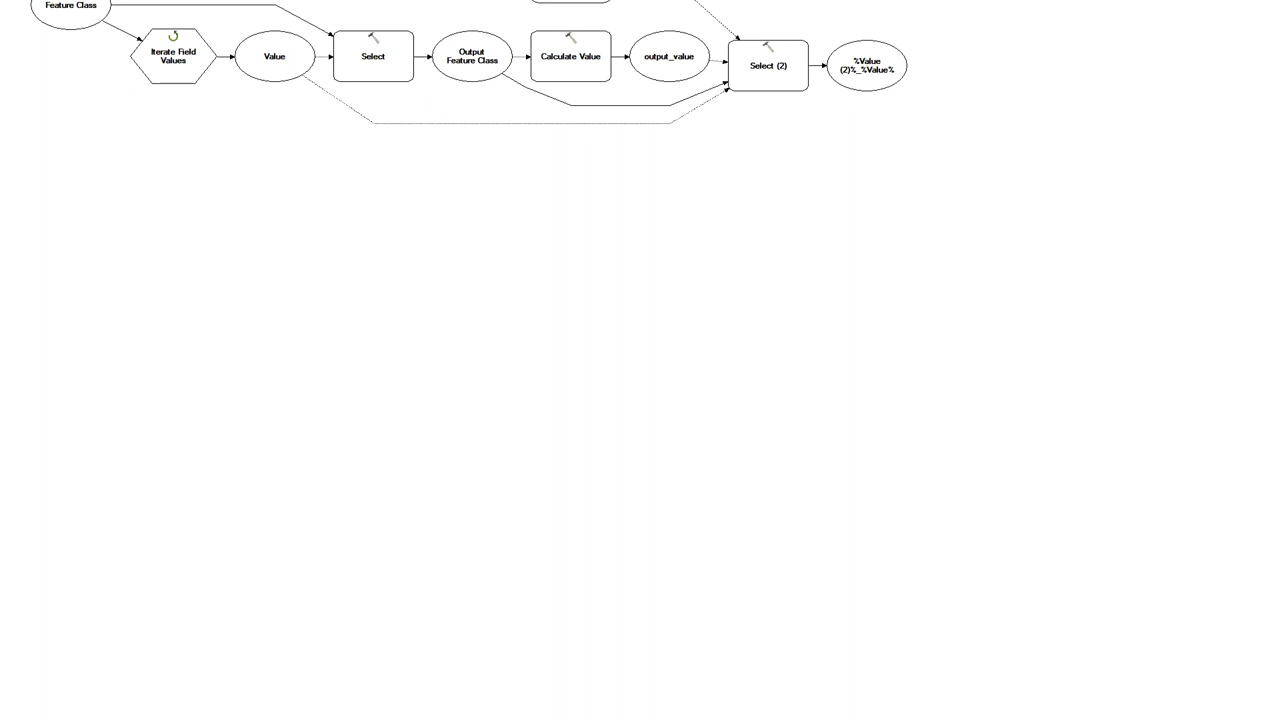 Feature Class
Iterate Field
Values
Value
Select
Output
Feature Class
Calculate Value
output_value
Select (2)
%Value
(2)%_%Value%